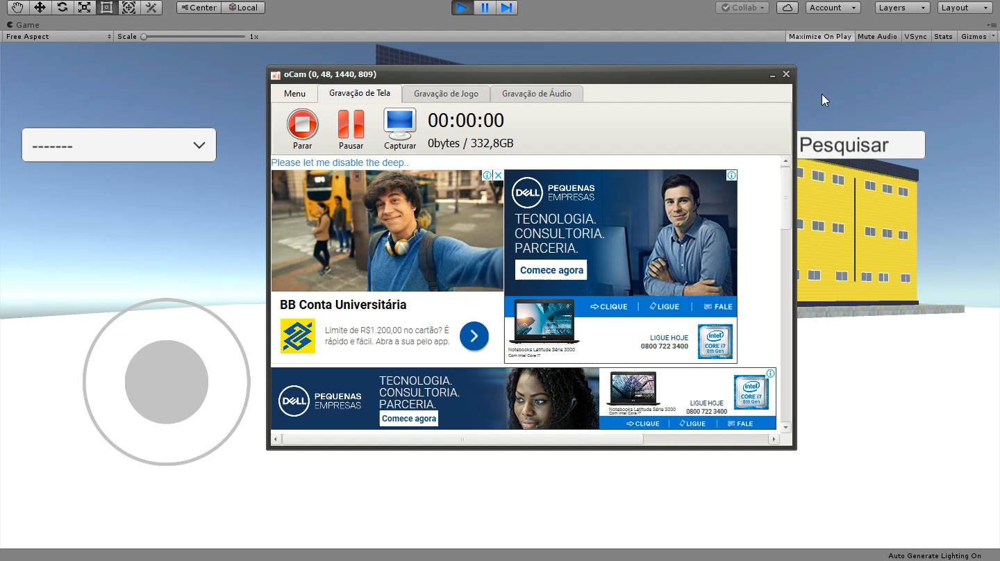 Center Local
Collab Account Layers Layout
Game
Free Aspect Scale 1x Maximize On Play Mute Audio VSync Stats Gizmos
oCam (0, 48, 1440, 809)
Menu Gravação de Tela Gravação de Jogo Gravação de Áudio
Parar Pausar Capturar
00:00:00
0bytes / 332,8GB
-------
Pesquisar
Please let me disable the deep..
BB Conta Universitária
Limite de R$1.200,00 no cartão? É
rápido e fácil. Abra a sua pelo app.
DELL PEQUENAS
EMPRESAS
TECNOLOGIA.
CONSULTORIA.
PARCERIA.
Comece agora
CLIQUE LIGUE FALE
Notebooks Latitude Série 3000
Com Intel Core i7
LIGUE HOJE
0800 722 3400
intel
CORE i7
8th Gen
DELL PEQUENAS
EMPRESAS
TECNOLOGIA.
CONSULTORIA.
PARCERIA.
Comece agora
Notebooks Latitude Série 3000
Com Intel Core i7
LIGUE HOJE
0800 722 3400
intel
CORE i7
8th Gen
CLIQUE LIGUE FALE
Auto Generate Lighting On